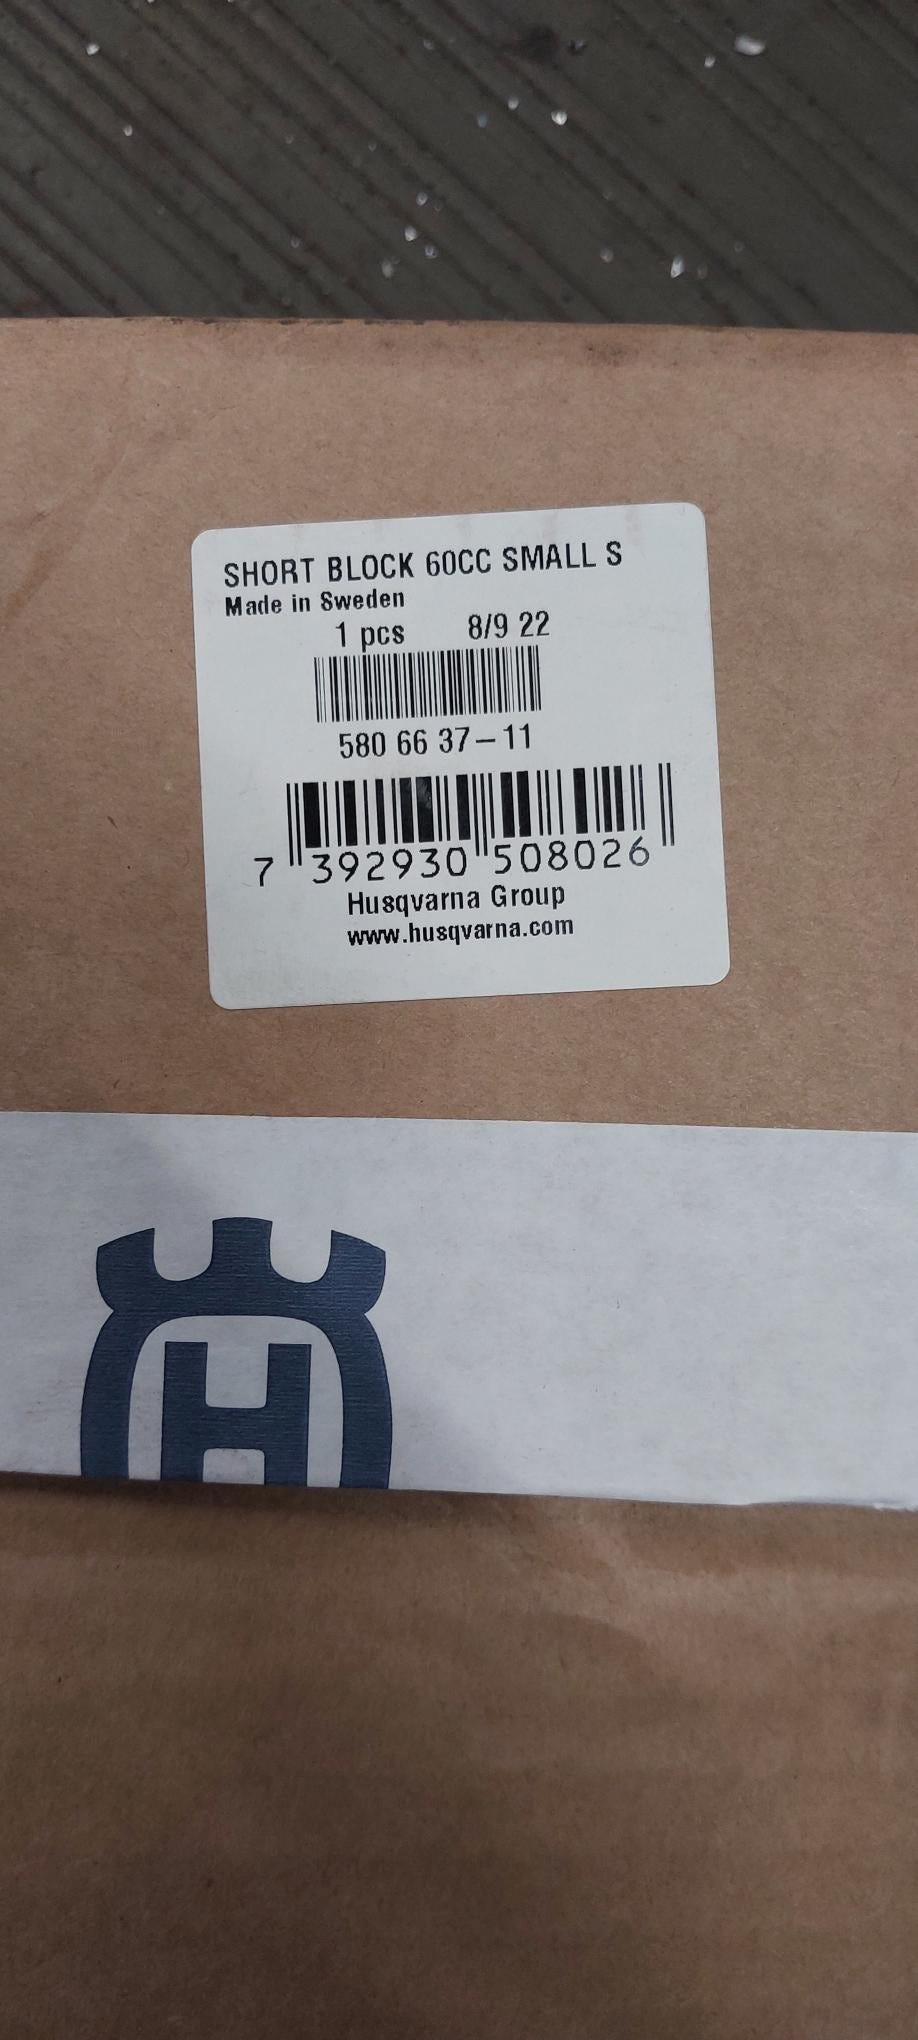 SHORT BLOCK 60CC SMALL S
Made in Sweden
1 pcs 8/9 22
580 66 37-11
7 392930 508026
Husqvarna Group
www.husqvarna.com
H